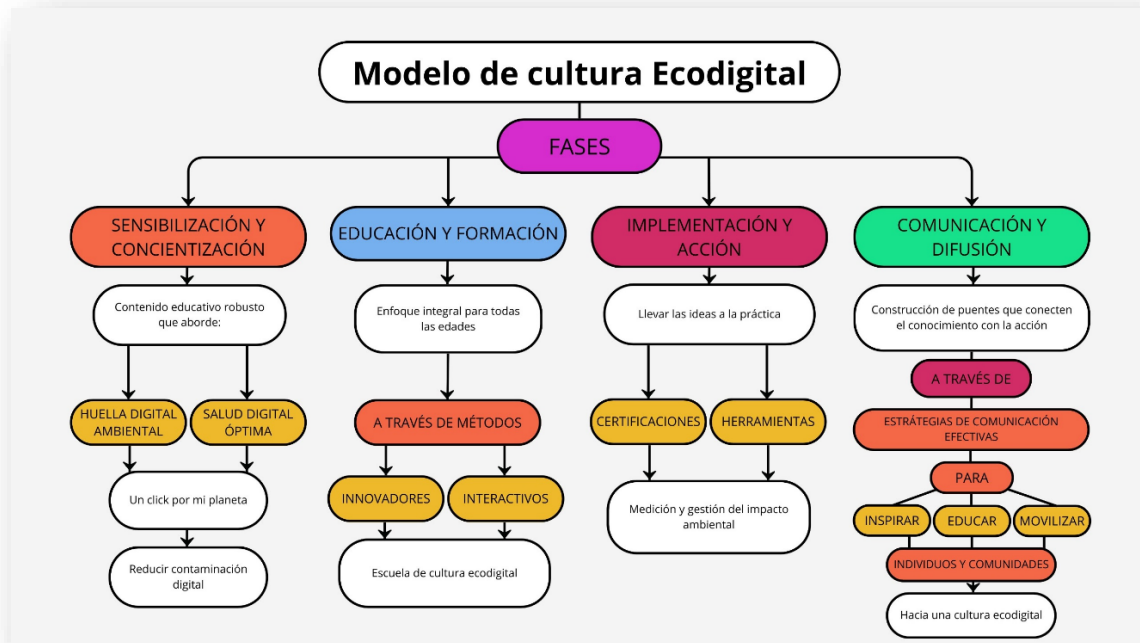 Modelo de cultura Ecodigital
FASES
SENSIBILIZACIÓN Y
CONCIENTIZACIÓN
Contenido educativo robusto
que aborde:
HUELLA DIGITAL
AMBIENTAL
SALUD DIGITAL
ÓPTIMA
Un click por mi planeta
Reducir contaminación
digital
EDUCACIÓN Y FORMACIÓN
Enfoque integral para todas
las edades
A TRAVÉS DE MÉTODOS
INNOVADORES
INTERACTIVOS
Escuela de cultura ecodigital
IMPLEMENTACIÓN Y
ACCIÓN
Llevar las ideas a la práctica
CERTIFICACIONES
HERRAMIENTAS
Medición y gestión del impacto
ambiental
COMUNICACIÓN Y
DIFUSIÓN
Construcción de puentes que conecten
el conocimiento con la acción
A TRAVÉS DE
ESTRÁTEGIAS DE COMUNICACIÓN
EFECTIVAS
PARA
INSPIRAR
EDUCAR
MOVILIZAR
INDIVIDUOS Y COMUNIDADES
Hacia una cultura ecodigital